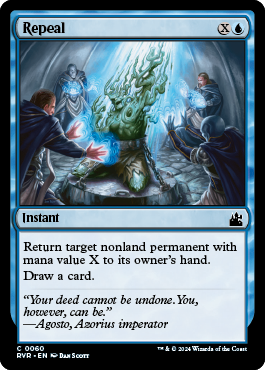 Repeal X
Instant
Return target nonland permanent with
mana value X to its owner's hand.
Draw a card.
"Your deed cannot be undone. You,
however, can be."
—Agosto, Azorius imperator
C 0060
RVR • EN Dan Scott
™ & © 2024 Wizards of the Coast